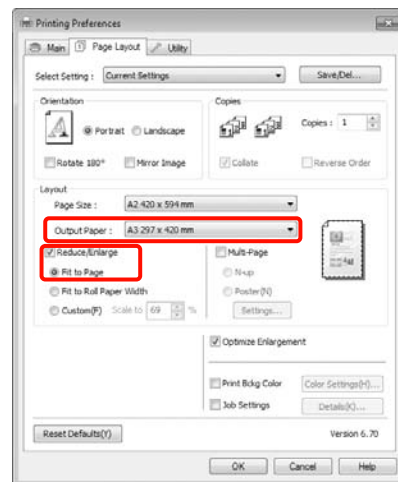 Printing Preferences
Main Page Layout Utility
Select Setting : Current Settings Save/Del...
Orientation Copies
Portrait Landscape Copies : 1
Rotate 180° Mirror Image Collate Reverse Order
Layout
Page Size : A2 420 x 594 mm
Output Paper : A3 297 x 420 mm
Reduce/Enlarge Multi-Page
Fit to Page N-up
Fit to Roll Paper Width Poster(N)
Custom(F) Scale to 69 % Settings...
Optimize Enlargement
Print Bckg Color Color Settings(H)...
Job Settings Details(K)...
Reset Defaults(Y) Version 6.70
OK Cancel Help